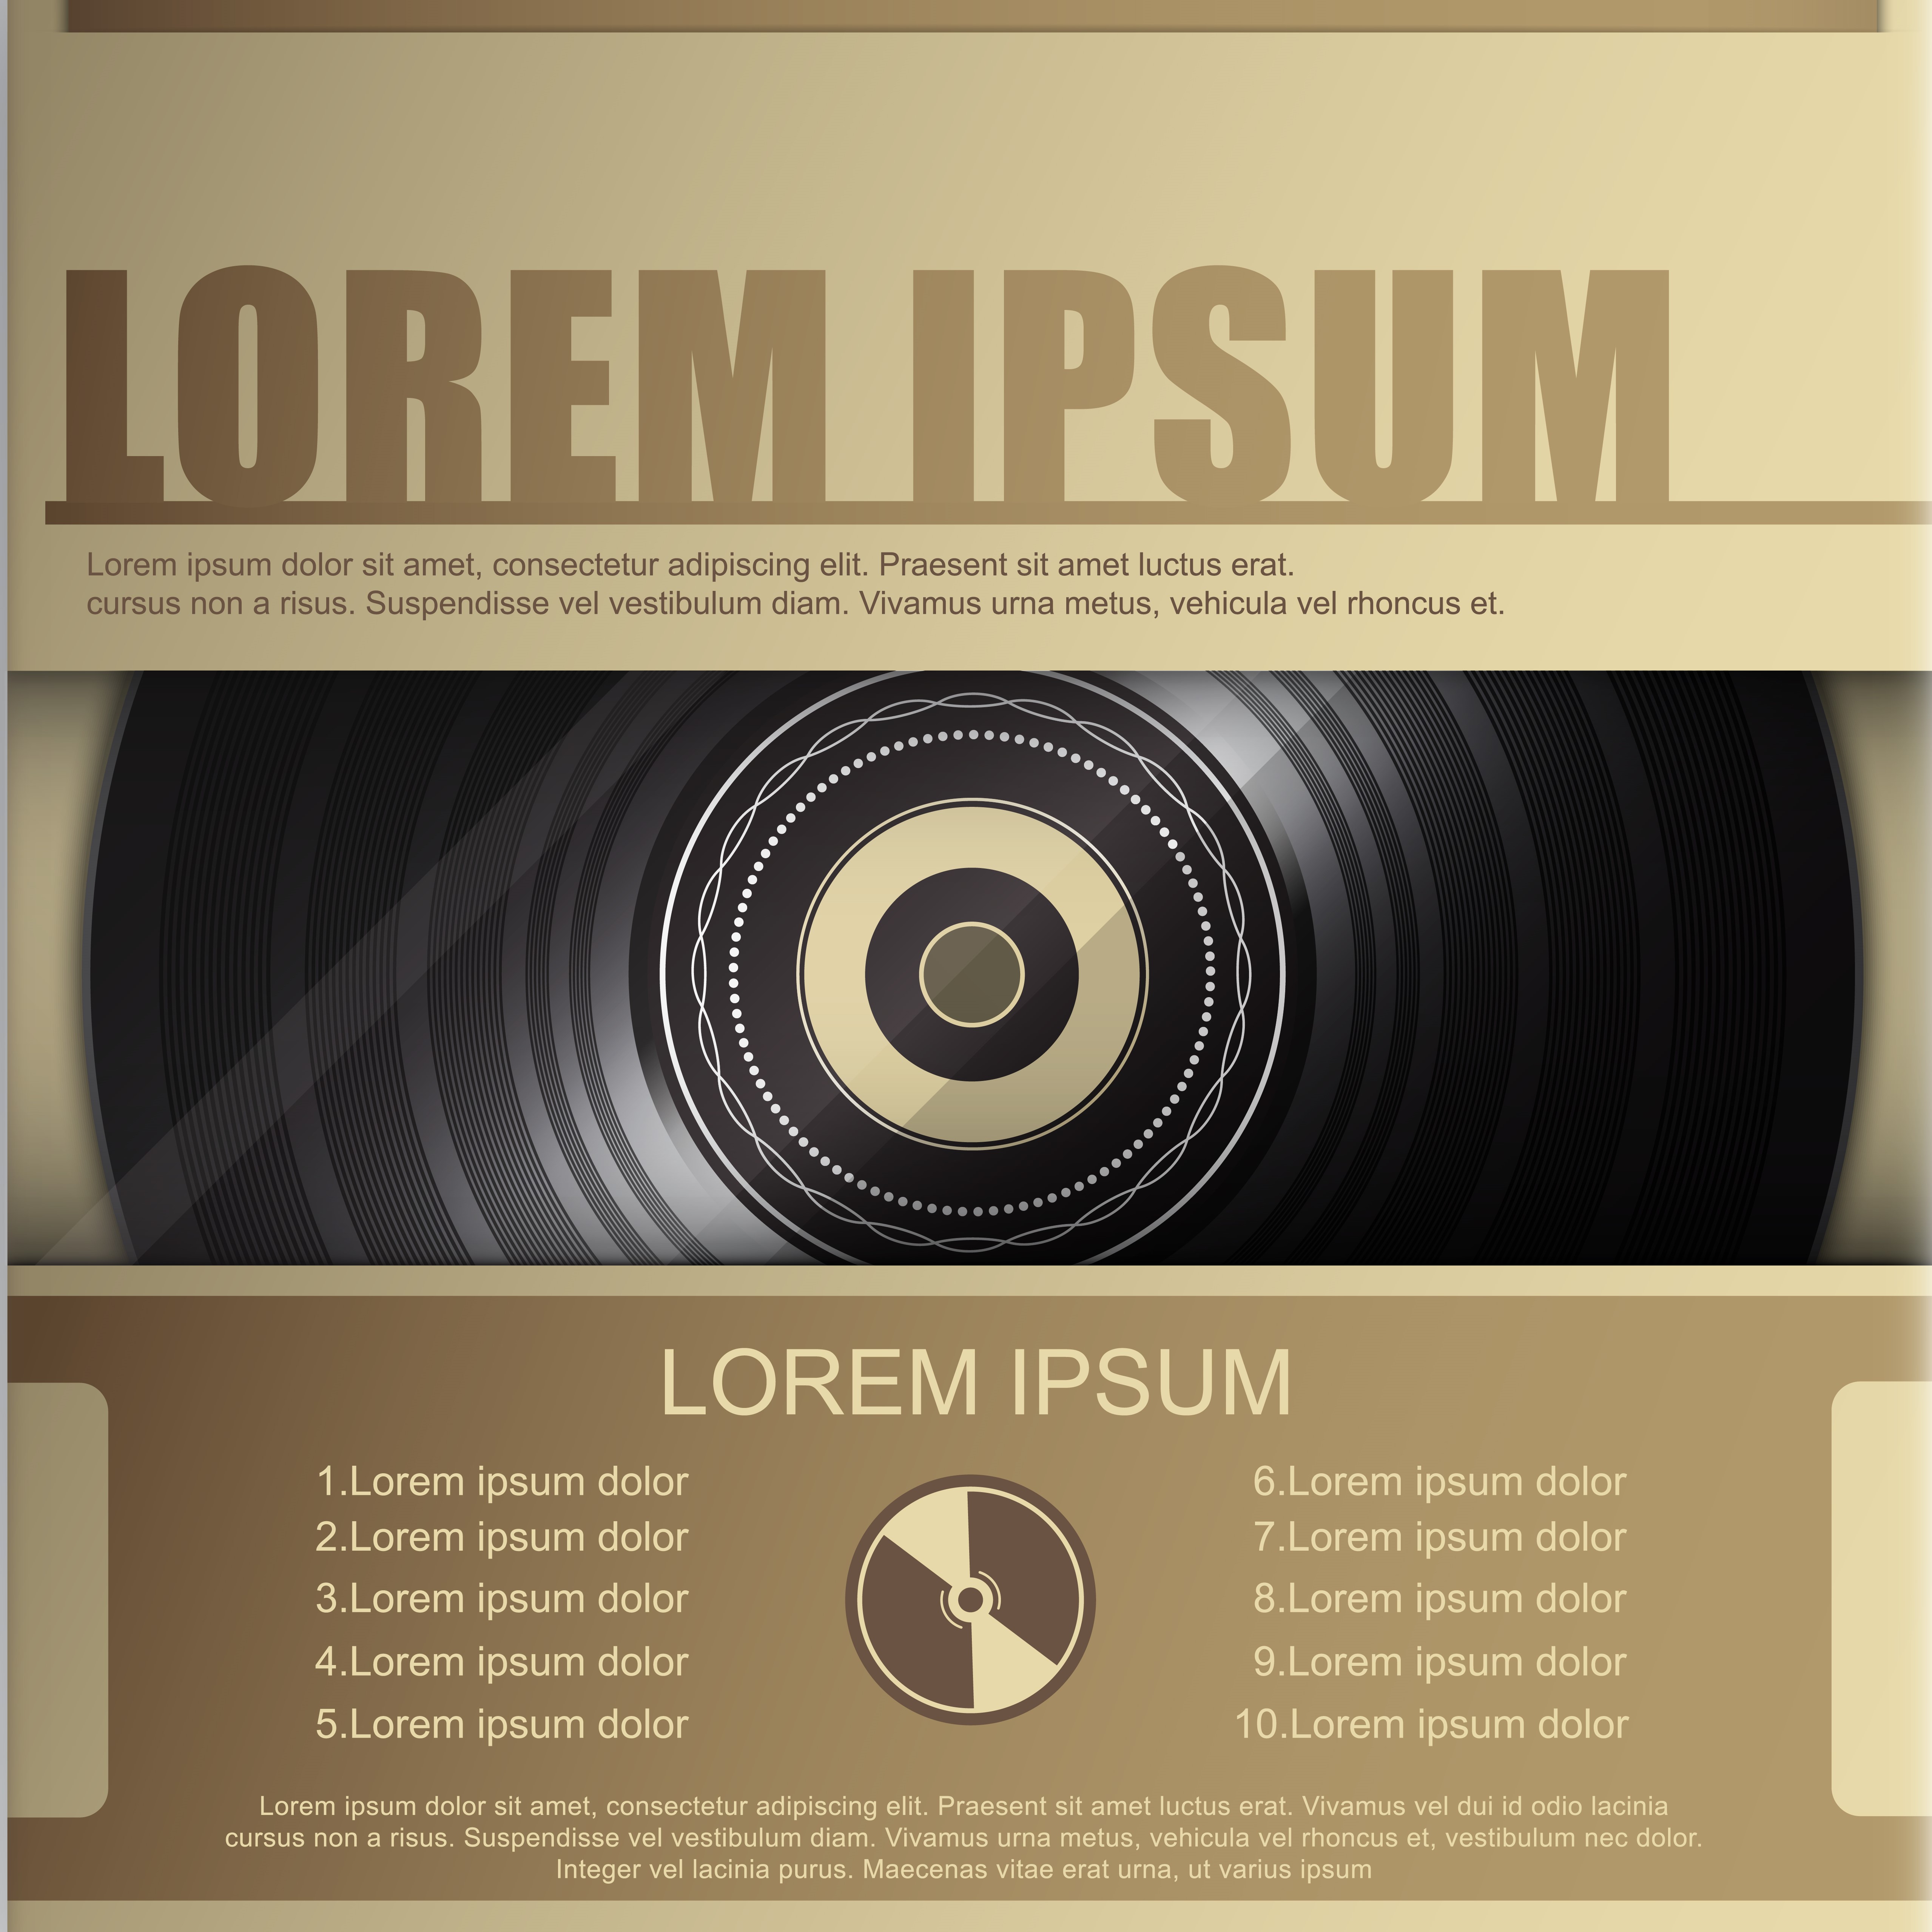 LOREM IPSUM
Lorem ipsum dolor sit amet, consectetur adipiscing elit. Praesent sit amet luctus erat.
cursus non a risus. Suspendisse vel vestibulum diam. Vivamus urna metus, vehicula vel rhoncus et.
LOREM IPSUM
1.Lorem ipsum dolor
2.Lorem ipsum dolor
3.Lorem ipsum dolor
4.Lorem ipsum dolor
5.Lorem ipsum dolor
6.Lorem ipsum dolor
7.Lorem ipsum dolor
8.Lorem ipsum dolor
9.Lorem ipsum dolor
10.Lorem ipsum dolor
Lorem ipsum dolor sit amet, consectetur adipiscing elit. Praesent sit amet luctus erat. Vivamus vel dui id odio lacinia
cursus non a risus. Suspendisse vel vestibulum diam. Vivamus urna metus, vehicula vel rhoncus et, vestibulum nec dolor.
Integer vel lacinia purus. Maecenas vitae erat urna, ut varius ipsum